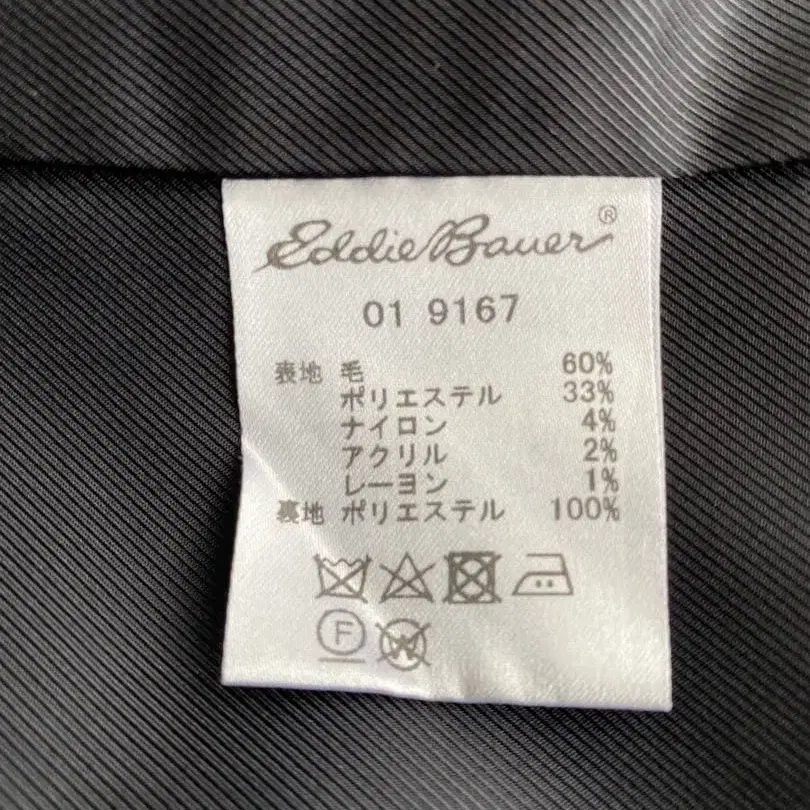 Eddie Bauer®
01 9167
表地 毛 60%
ポリエステル 33%
ナイロン 4%
アクリル 2%
レーヨン 1%
裏地 ポリエステル 100%
F W